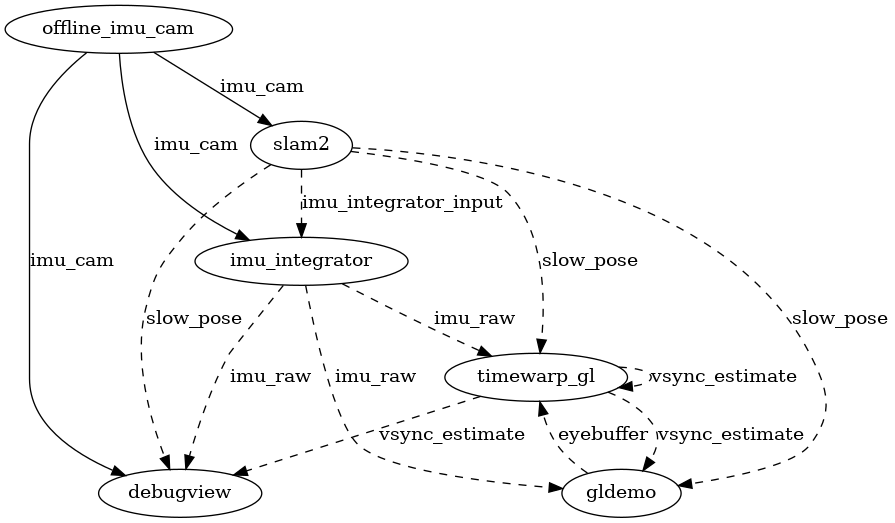 offline_imu_cam
imu_cam
slam2
imu_cam
imu_integrator_input
imu_cam
imu_integrator
slow_pose
slow_pose
imu_raw
slow_pose
imu_raw
imu_raw
timewarp_gl
vsync_estimate
vsync_estimate
eyebuffer
vsync_estimate
debugview
gldemo